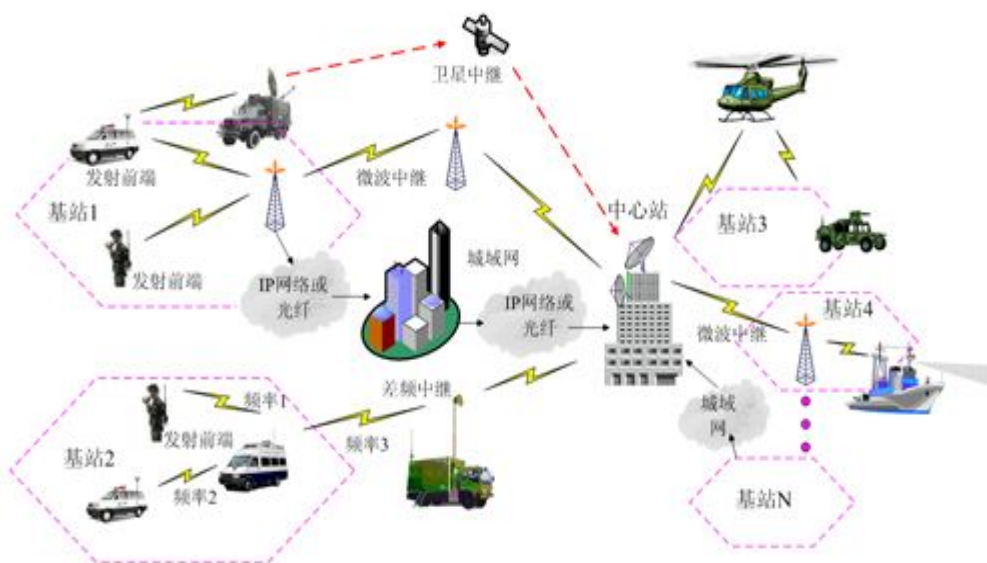 卫星中继
发射前端
基站1
微波中继
中心站
基站3
发射前端
IP网络或
光纤
城域网
IP网络或
光纤
基站4
微波中继
差频中继
频率1
发射前端
频率3
基站2
频率2
城域
网
基站N